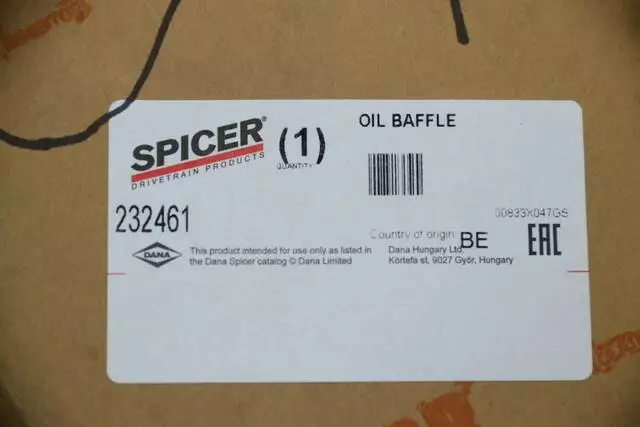 SPICER®
DRIVETRAIN PRODUCTS
(1)
QUANTITY
OIL BAFFLE
232461
00833X047GS
Country of origin: BE
EAC
DANA
This product intended for use only as listed in
the Dana Spicer catalog © Dana Limited
Dana Hungary Ltd.
Körtefa st, 9027 Győr, Hungary